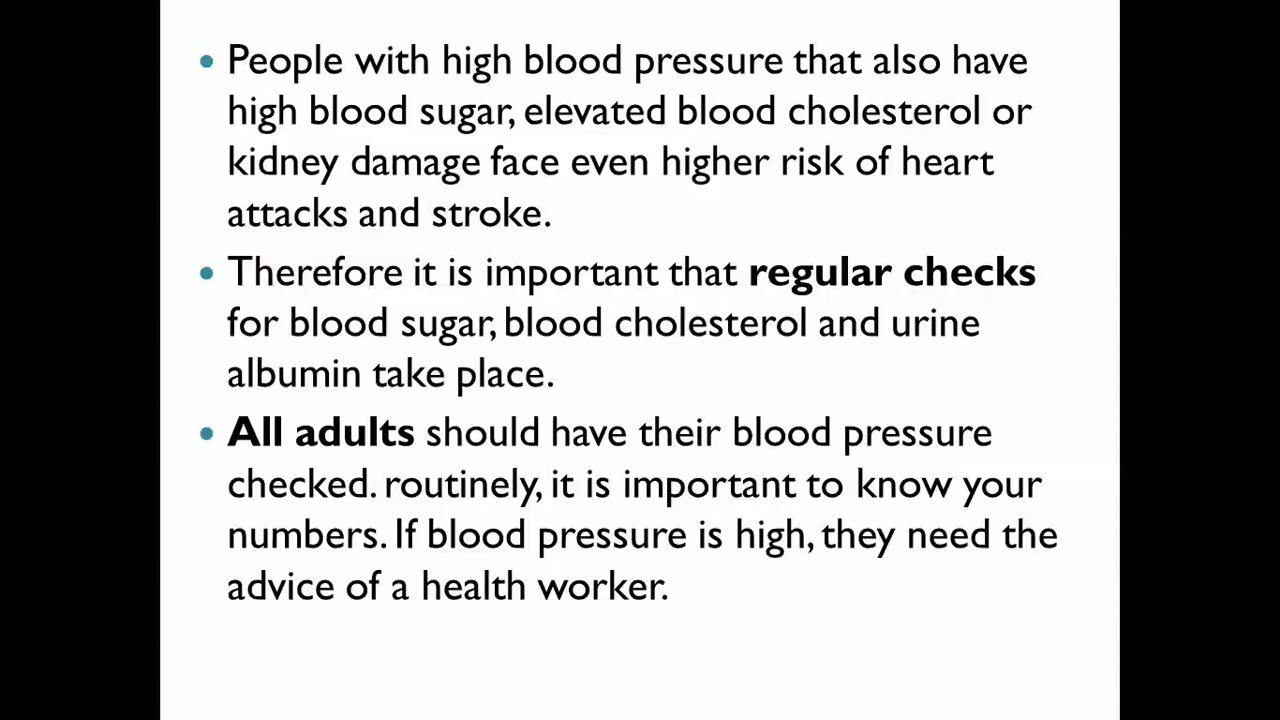 • People with high blood pressure that also have
high blood sugar, elevated blood cholesterol or
kidney damage face even higher risk of heart
attacks and stroke.
• Therefore it is important that regular checks
for blood sugar, blood cholesterol and urine
albumin take place.
• All adults should have their blood pressure
checked. routinely, it is important to know your
numbers. If blood pressure is high, they need the
advice of a health worker.